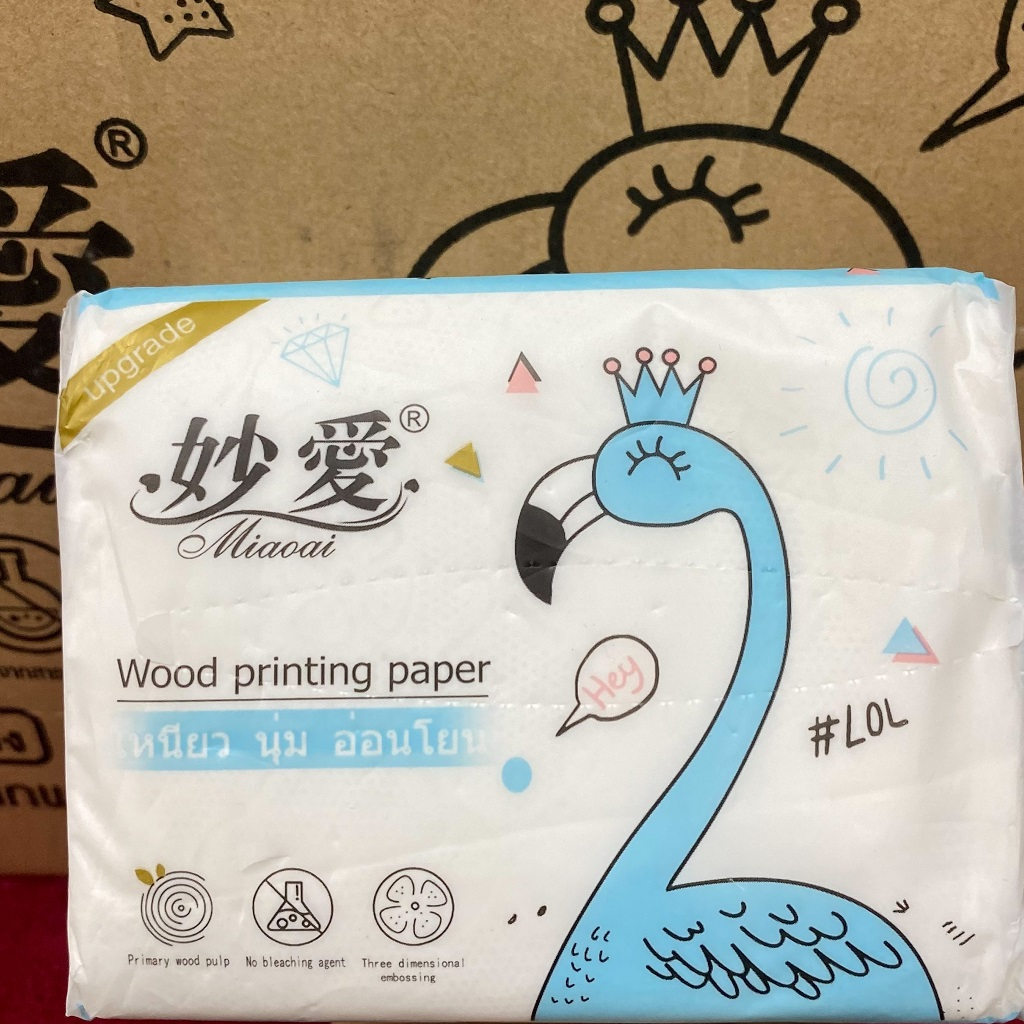 ®
愛
upgrade
妙愛®
Miaoai
Wood printing paper
เหนียว นุ่ม อ่อนโยน
Hey
#LOL
Primary wood pulp
No bleaching agent
Three dimensional
embossing